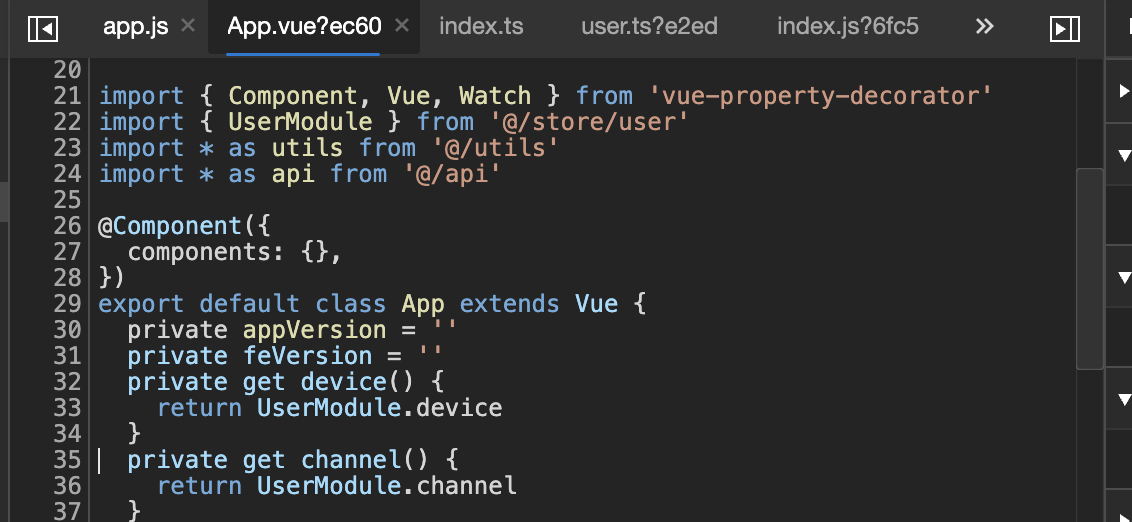 app.js × App.vue?ec60 × index.ts user.ts?e2ed index.js?6fc5 »
20
21 import { Component, Vue, Watch } from 'vue-property-decorator'
22 import { UserModule } from '@/store/user'
23 import * as utils from '@/utils'
24 import * as api from '@/api'
25
26 @Component({
27   components: {},
28 })
29 export default class App extends Vue {
30   private appVersion = ''
31   private feVersion = ''
32   private get device() {
33     return UserModule.device
34   }
35   private get channel() {
36     return UserModule.channel
37   }